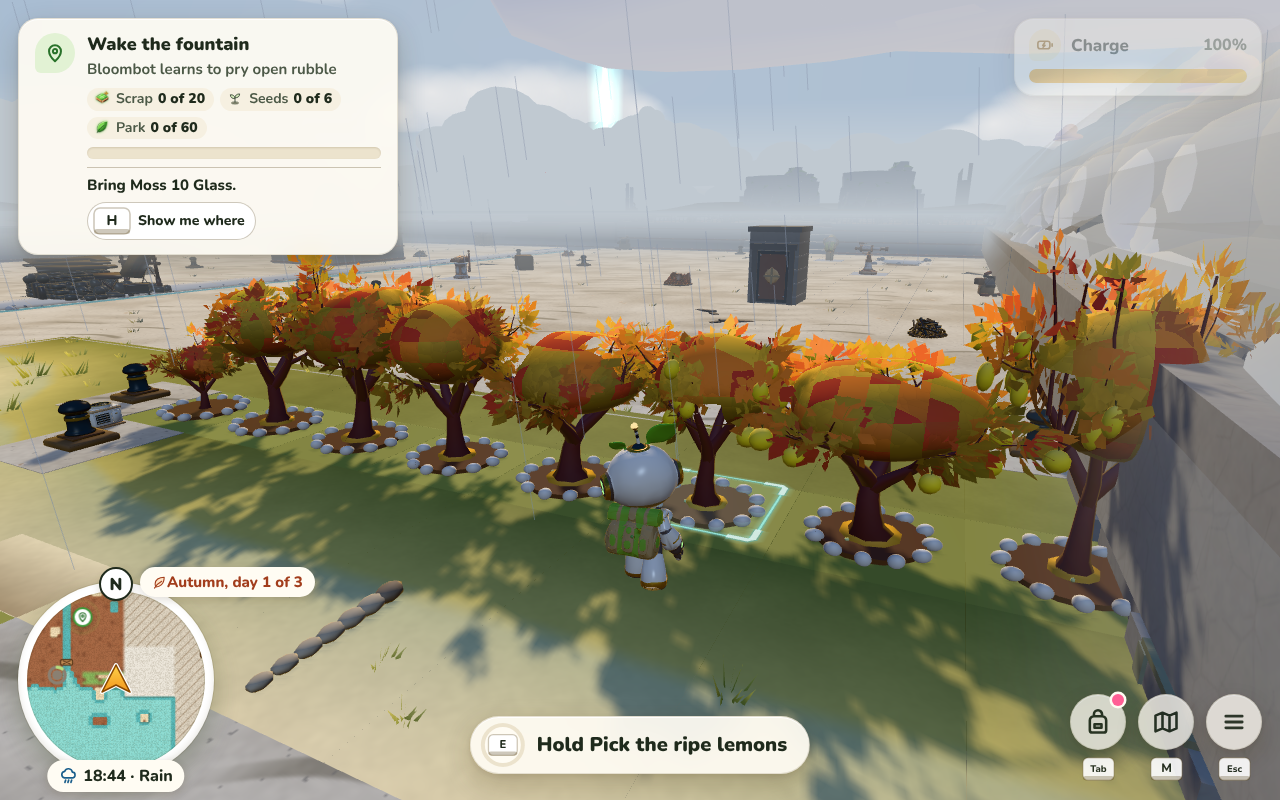 Wake the fountain
Bloombot learns to pry open rubble
Scrap 0 of 20 Seeds 0 of 6
Park 0 of 60
Bring Moss 10 Glass.
H Show me where
Charge 100%
N
Autumn, day 1 of 3
18:44 · Rain
E Hold Pick the ripe lemons
Tab M Esc